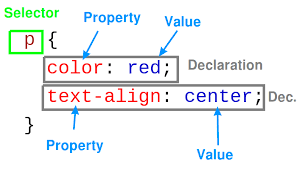 Property
Selector
Value
p {
color: red;
Declaration
text-align: center;
Dec.
}
Property
Value